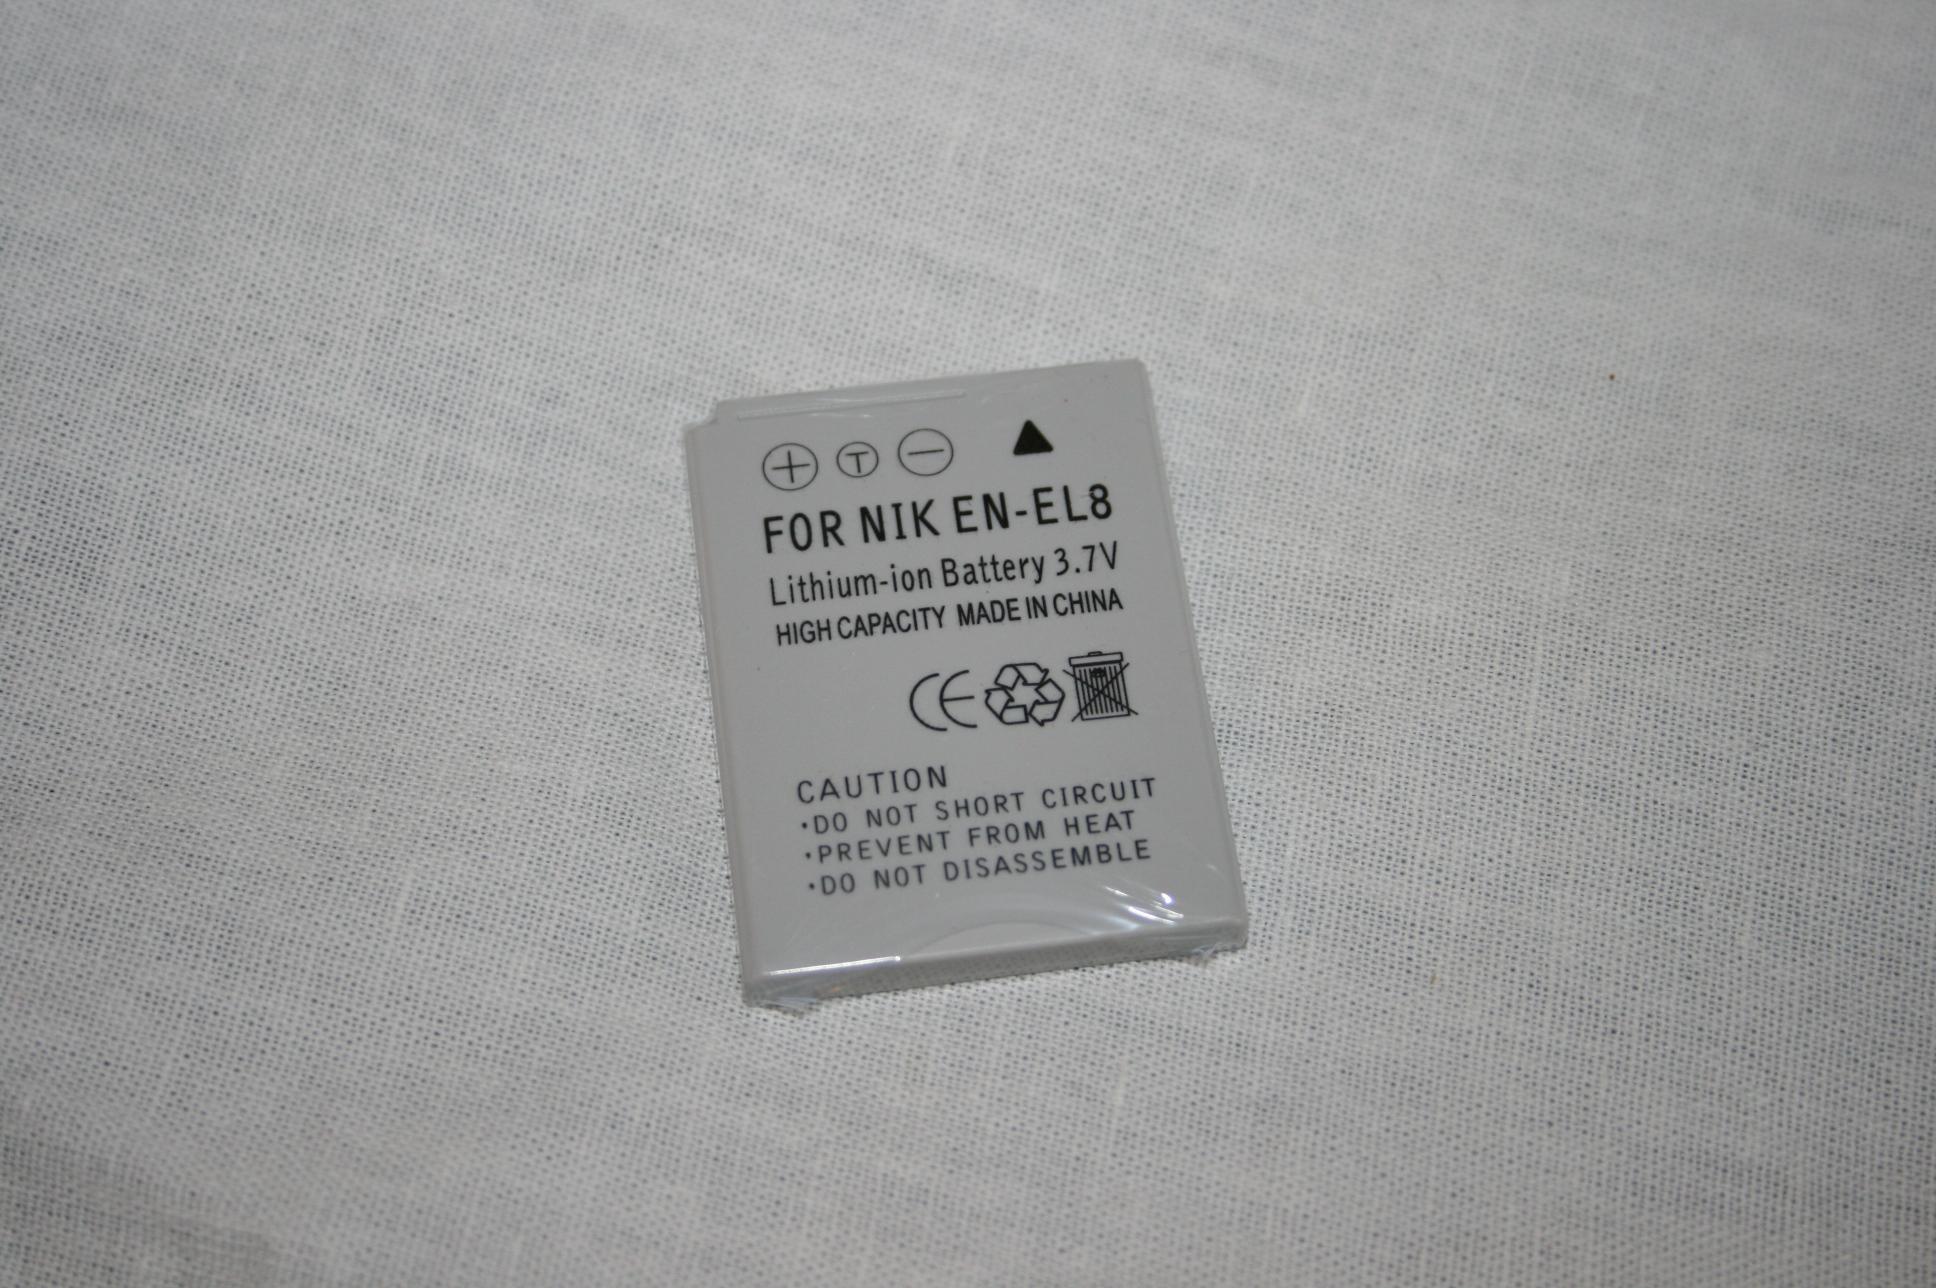 + T −
FOR NIK EN-EL8
Lithium-ion Battery 3.7V
HIGH CAPACITY MADE IN CHINA
CE
CAUTION
·DO NOT SHORT CIRCUIT
·PREVENT FROM HEAT
·DO NOT DISASSEMBLE